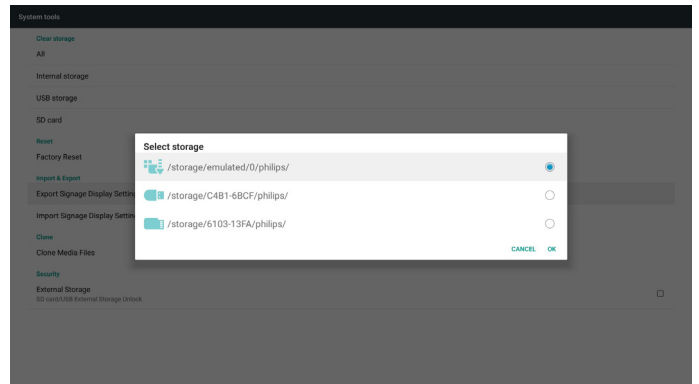 System tools
Clear storage
All
Internal storage
USB storage
SD card
Reset
Factory Reset
Import & Export
Export Signage Display Settin
Import Signage Display Settin
Clone
Clone Media Files
Security
External Storage
SD card/USB External Storage Unlock
Select storage
/storage/emulated/0/philips/
/storage/C4B1-6BCF/philips/
/storage/6103-13FA/philips/
CANCEL OK